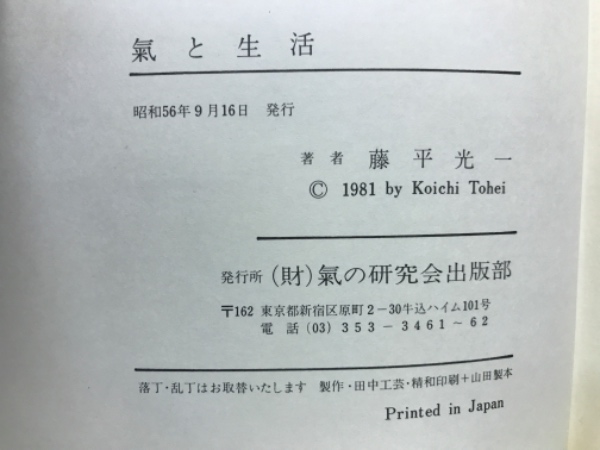 氣と生活
昭和56年9月16日 発行
著者 藤平光一
© 1981 by Koichi Tohei
発行所 (財)氣の研究会出版部
〒162 東京都新宿区原町2−30牛込ハイム101号
電話 (03) 353−3461〜62
落丁・乱丁はお取替いたします 製作・田中工芸・精和印刷+山田製本
Printed in Japan